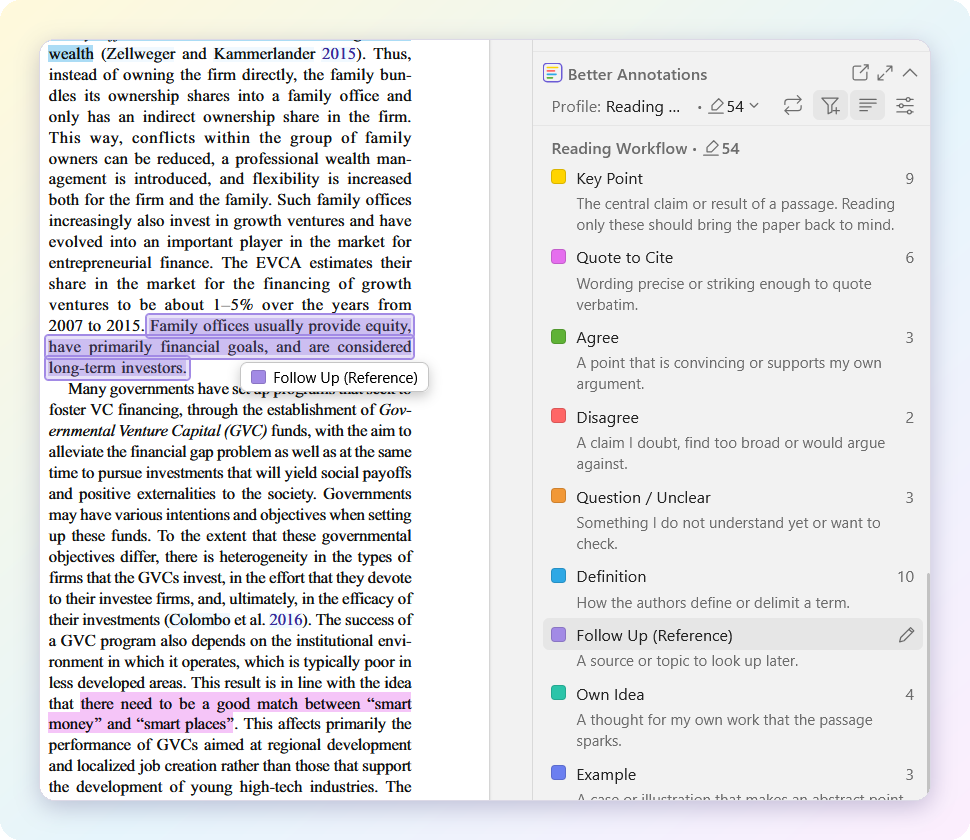 wealth (Zellweger and Kammerlander 2015). Thus,
instead of owning the firm directly, the family bun-
dles its ownership shares into a family office and
only has an indirect ownership share in the firm.
This way, conflicts within the group of family
owners can be reduced, a professional wealth man-
agement is introduced, and flexibility is increased
both for the firm and the family. Such family offices
increasingly also invest in growth ventures and have
evolved into an important player in the market for
entrepreneurial finance. The EVCA estimates their
share in the market for the financing of growth
ventures to be about 1–5% over the years from
2007 to 2015. Family offices usually provide equity,
have primarily financial goals, and are considered
long-term investors.
Follow Up (Reference)
Many governments have set up programs that seek to
foster VC financing, through the establishment of Gov-
ernmental Venture Capital (GVC) funds, with the aim to
alleviate the financial gap problem as well as at the same
time to pursue investments that will yield social payoffs
and positive externalities to the society. Governments
may have various intentions and objectives when setting
up these funds. To the extent that these governmental
objectives differ, there is heterogeneity in the types of
firms that the GVCs invest, in the effort that they devote
to their investee firms, and, ultimately, in the efficacy of
their investments (Colombo et al. 2016). The success of
a GVC program also depends on the institutional envi-
ronment in which it operates, which is typically poor in
less developed areas. This result is in line with the idea
that there need to be a good match between “smart
money” and “smart places”. This affects primarily the
performance of GVCs aimed at regional development
and localized job creation rather than those that support
the development of young high-tech industries. The
Better Annotations
Profile: Reading ... • 54
Reading Workflow • 54
Key Point 9
The central claim or result of a passage. Reading
only these should bring the paper back to mind.
Quote to Cite 6
Wording precise or striking enough to quote
verbatim.
Agree 3
A point that is convincing or supports my own
argument.
Disagree 2
A claim I doubt, find too broad or would argue
against.
Question / Unclear 3
Something I do not understand yet or want to
check.
Definition 10
How the authors define or delimit a term.
Follow Up (Reference)
A source or topic to look up later.
Own Idea 4
A thought for my own work that the passage
sparks.
Example 3
A case or illustration that makes an abstract point